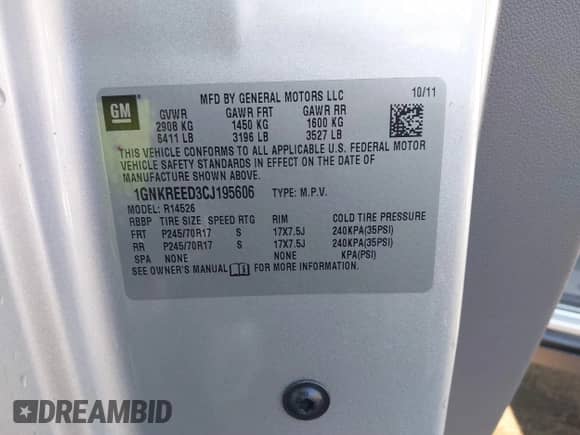 GM
MFD BY GENERAL MOTORS LLC 10/11
GVWR GAWR FRT GAWR RR
2908 KG 1450 KG 1600 KG
6411 LB 3196 LB 3527 LB
THIS VEHICLE CONFORMS TO ALL APPLICABLE U.S. FEDERAL MOTOR
VEHICLE SAFETY STANDARDS IN EFFECT ON THE DATE OF
MANUFACTURE SHOWN ABOVE.
1GNKREED3CJ195606 TYPE: M.P.V.
MODEL: R14526
RBBP TIRE SIZE SPEED RTG RIM COLD TIRE PRESSURE
FRT P245/70R17 S 17X7.5J 240KPA(35PSI)
RR P245/70R17 S 17X7.5J 240KPA(35PSI)
SPA NONE NONE KPA(PSI)
SEE OWNER'S MANUAL FOR MORE INFORMATION.
DREAMBID